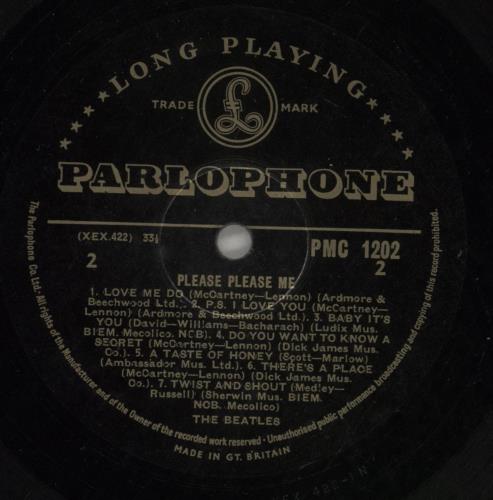 LONG PLAYING
TRADE £ MARK
PARLOPHONE
(XEX.422) 33⅓
PMC 1202
2
2
PLEASE PLEASE ME
1. LOVE ME DO (McCartney—Lennon) (Ardmore &
Beechwood Ltd.) 2. P.S. I LOVE YOU (McCartney—
Lennon) (Ardmore & Beechwood Ltd.) 3. BABY IT'S
YOU (David—Williams—Bacharach) (Ludix Mus.
BIEM. Mecolico, NCB). 4. DO YOU WANT TO KNOW A
SECRET (McCartney—Lennon) (Dick James Mus.
Co.). 5. A TASTE OF HONEY (Scott—Marlow)
(Ambassador Mus. Ltd.). 6. THERE'S A PLACE
(McCartney—Lennon) (Dick James Mus.
Co.). 7. TWIST AND SHOUT (Medley—
Russell) (Sherwin Mus. BIEM.
NCB. Mecolico)
THE BEATLES
The Parlophone Co. Ltd. All rights of the Manufacturer and of the Owner of the recorded work reserved · Unauthorised public performance broadcasting and copying of this record prohibited.
MADE IN GT. BRITAIN